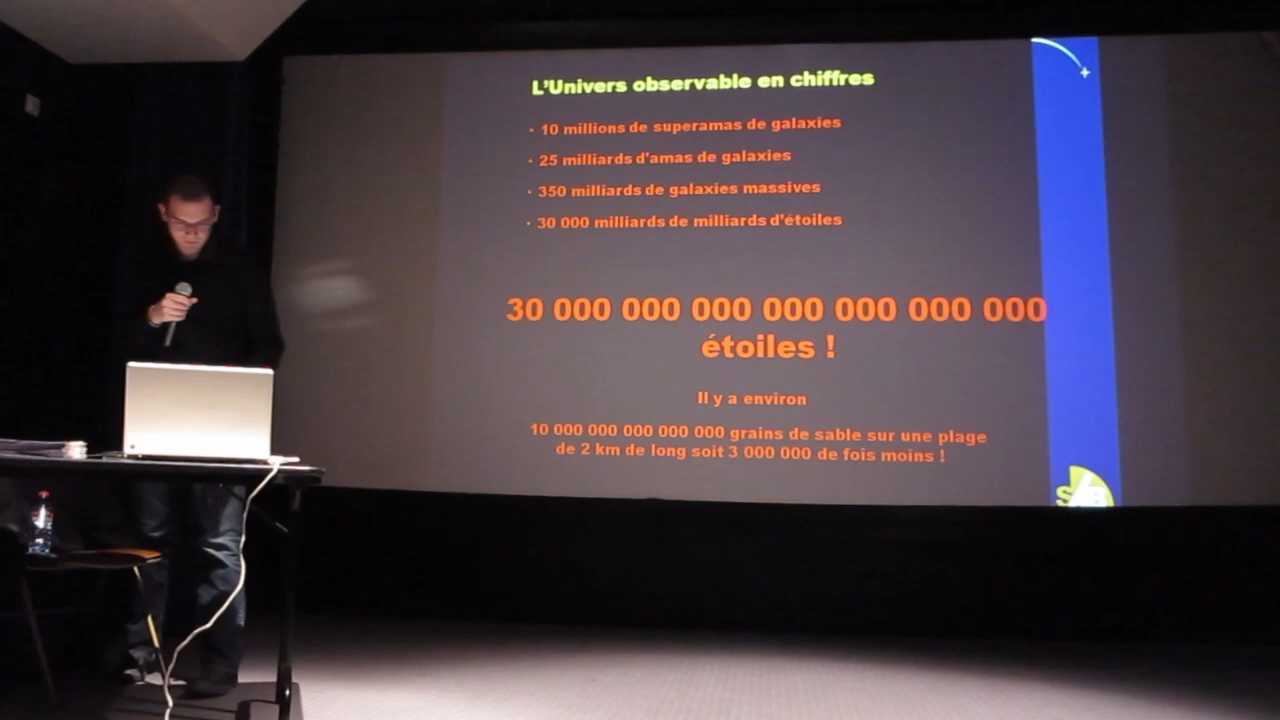 L'Univers observable en chiffres
· 10 millions de superamas de galaxies
· 25 milliards d'amas de galaxies
· 350 milliards de galaxies massives
· 30 000 milliards de milliards d'étoiles
30 000 000 000 000 000 000 000
étoiles !
Il y a environ
10 000 000 000 000 000 grains de sable sur une plage
de 2 km de long soit 3 000 000 de fois moins !